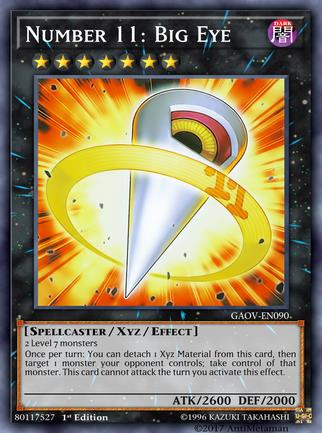 NUMBER 11: BIG EYE
DARK
闇
11
GAOV-EN090
[SPELLCASTER / XYZ / EFFECT]
2 Level 7 monsters
Once per turn: You can detach 1 Xyz Material from this card, then
target 1 monster your opponent controls; take control of
that monster. This card cannot attack the turn you activate this effect.
ATK/2600 DEF/2000
80117527 1st Edition ©1996 KAZUKI TAKAHASHI
©2017 AntiMetaman